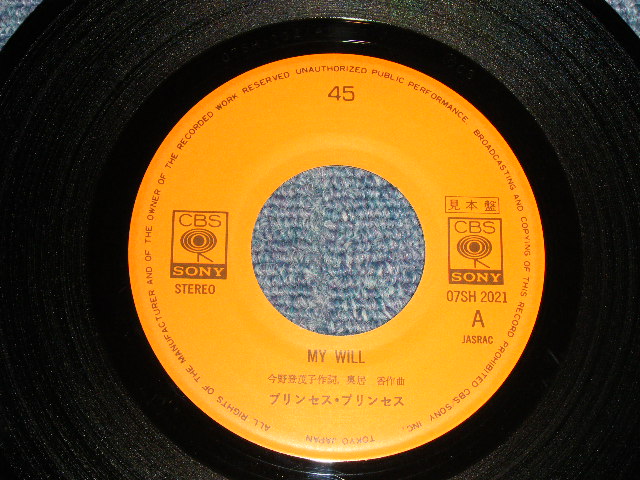 ALL RIGHTS OF THE MANUFACTURER AND OF THE OWNER OF THE RECORDED WORK RESERVED UNAUTHORIZED PUBLIC PERFORMANCE BROADCASTING AND COPYING OF THIS RECORD PROHIBITED CBS/SONY INC.
45
見本盤
CBS
SONY
STEREO
CBS
SONY
07SH 2021
A
JASRAC
MY WILL
今野登茂子作詞、奥居 香作曲
プリンセス・プリンセス
TOKYO JAPAN